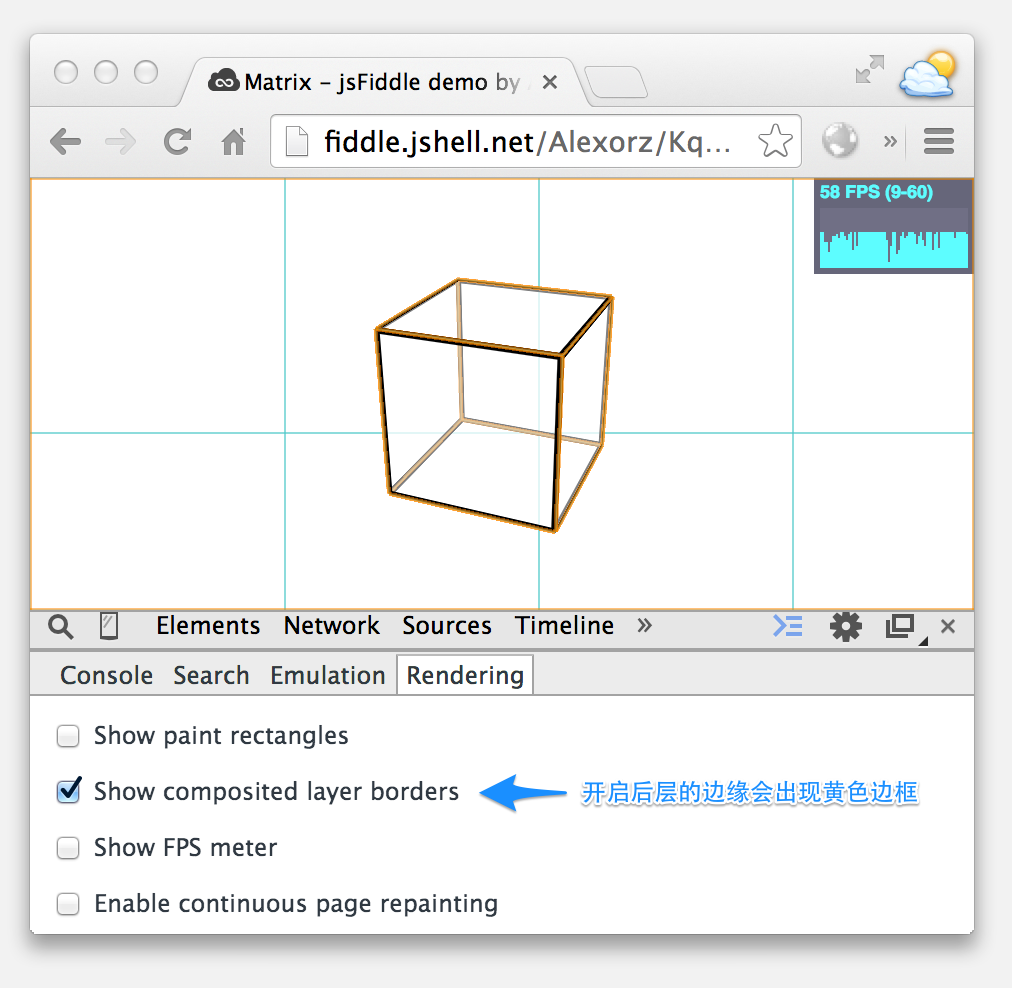 Matrix – jsFiddle demo by
fiddle.jshell.net/Alexorz/Kq...
»
58 FPS (9-60)
Elements Network Sources Timeline »
Console Search Emulation Rendering
Show paint rectangles
Show composited layer borders 开启后层的边缘会出现黄色边框
Show FPS meter
Enable continuous page repainting